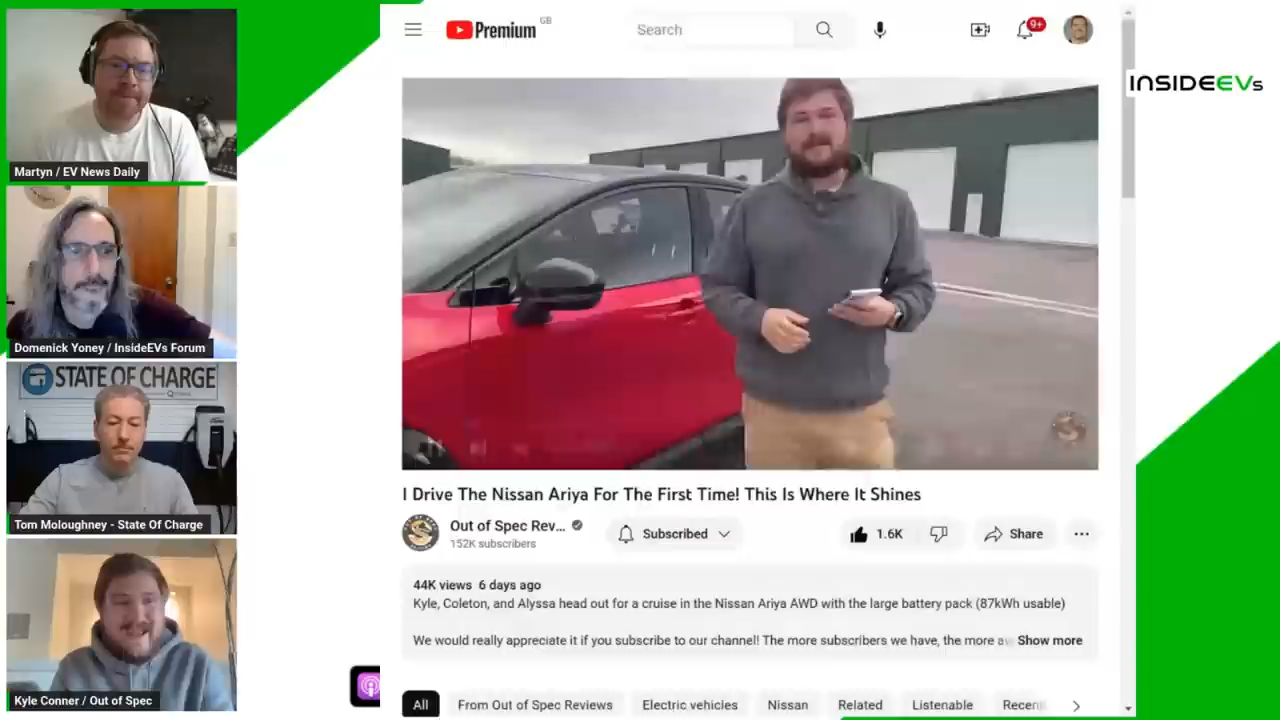 Martyn / EV News Daily
Domenick Yoney / InsideEVs Forum
STATE OF CHARGE
Tom Moloughney - State Of Charge
Kyle Conner / Out of Spec
Premium GB
Search
9+
INSIDEEVs
I Drive The Nissan Ariya For The First Time! This Is Where It Shines
Out of Spec Rev...
152K subscribers
Subscribed
1.6K
Share
44K views 6 days ago
Kyle, Coleton, and Alyssa head out for a cruise in the Nissan Ariya AWD with the large battery pack (87kWh usable)
We would really appreciate it if you subscribe to our channel! The more subscribers we have, the more Show more
All
From Out of Spec Reviews
Electric vehicles
Nissan
Related
Listenable